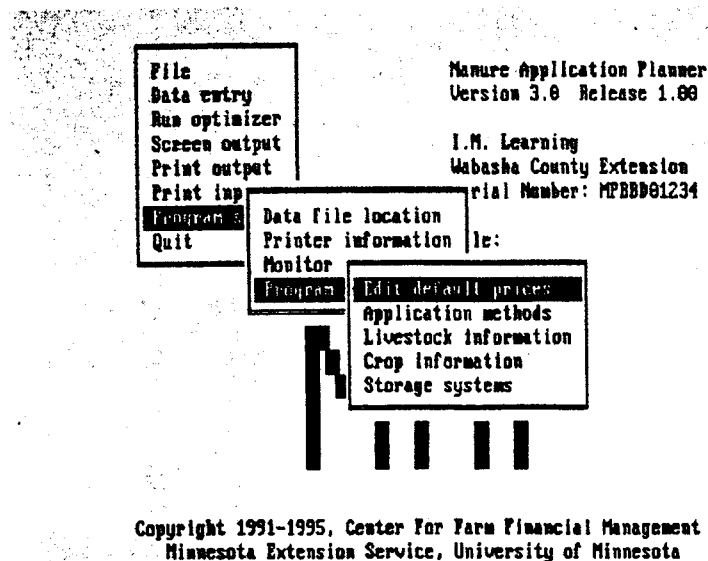 File
Data entry
Run optimizer
Screen output
Print output
Print inp
Program s
Quit
Manure Application Planner
Version 3.0 Release 1.00
I.M. Learning
Wabasha County Extension
erial Number: MPBBD01234
Data file location
Printer information
le:
Monitor
Program
Edit default prices
Application methods
Livestock information
Crop information
Storage systems
Copyright 1991-1995, Center For Farm Financial Management
Minnesota Extension Service, University of Minnesota